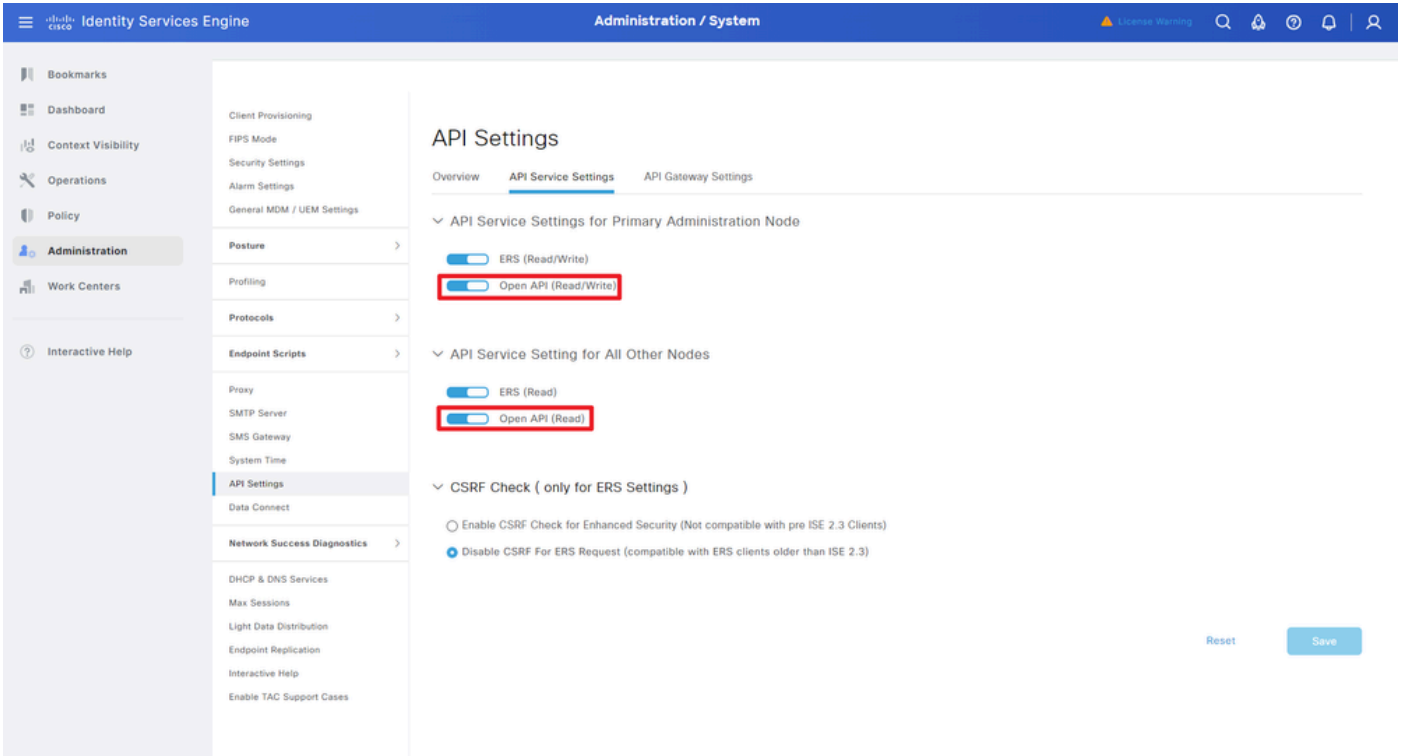 cisco Identity Services Engine
Administration / System
License Warning
Bookmarks
Dashboard
Context Visibility
Operations
Policy
Administration
Work Centers
Interactive Help
Client Provisioning
FIPS Mode
Security Settings
Alarm Settings
General MDM / UEM Settings
Posture
Profiling
Protocols
Endpoint Scripts
Proxy
SMTP Server
SMS Gateway
System Time
API Settings
Data Connect
Network Success Diagnostics
DHCP & DNS Services
Max Sessions
Light Data Distribution
Endpoint Replication
Interactive Help
Enable TAC Support Cases
API Settings
Overview API Service Settings API Gateway Settings
API Service Settings for Primary Administration Node
ERS (Read/Write)
Open API (Read/Write)
API Service Setting for All Other Nodes
ERS (Read)
Open API (Read)
CSRF Check ( only for ERS Settings )
Enable CSRF Check for Enhanced Security (Not compatible with pre ISE 2.3 Clients)
Disable CSRF For ERS Request (compatible with ERS clients older than ISE 2.3)
Reset Save